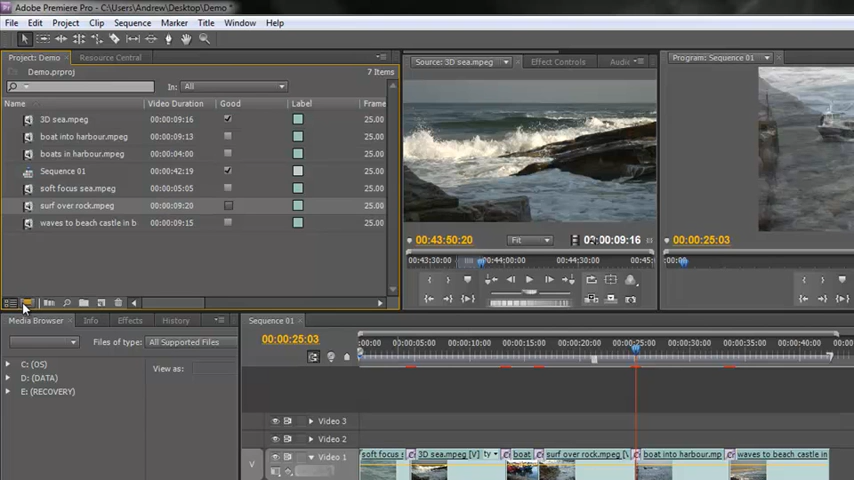 Adobe Premiere Pro - C:\Users\Andrew\Desktop\Demo *
File Edit Project Clip Sequence Marker Title Window Help
Project: Demo Resource Central
Source: 3D sea.mpeg Effect Controls Audio
Program: Sequence 01
Demo.prproj 7 Items
In: All
Name Video Duration Good Label Frame
3D sea.mpeg 00:00:09:16 25.00
boat into harbour.mpeg 00:00:09:13 25.00
boats in harbour.mpeg 00:00:04:00 25.00
Sequence 01 00:00:42:19 25.00
soft focus sea.mpeg 00:00:05:05 25.00
surf over rock.mpeg 00:00:09:20 25.00
waves to beach castle in b 00:00:09:15 25.00
00:43:50:20 Fit 00:00:09:16
00:00:25:03
00:43:30:00 00:44:00:00 00:44:30:00 00:45:
:00:00
Media Browser Info Effects History
Files of type: All Supported Files
View as:
C: (OS)
D: (DATA)
E: (RECOVERY)
Sequence 01
00:00:25:03
:00:00 00:00:05:00 00:00:10:00 00:00:15:00 00:00:20:00 00:00:25:00 00:00:30:00 00:00:35:00 00:00:40:00
Video 3
Video 2
V Video 1
soft focus s 3D sea.mpeg [V] ty boat surf over rock.mpeg [V boat into harbour.mp waves to beach castle in